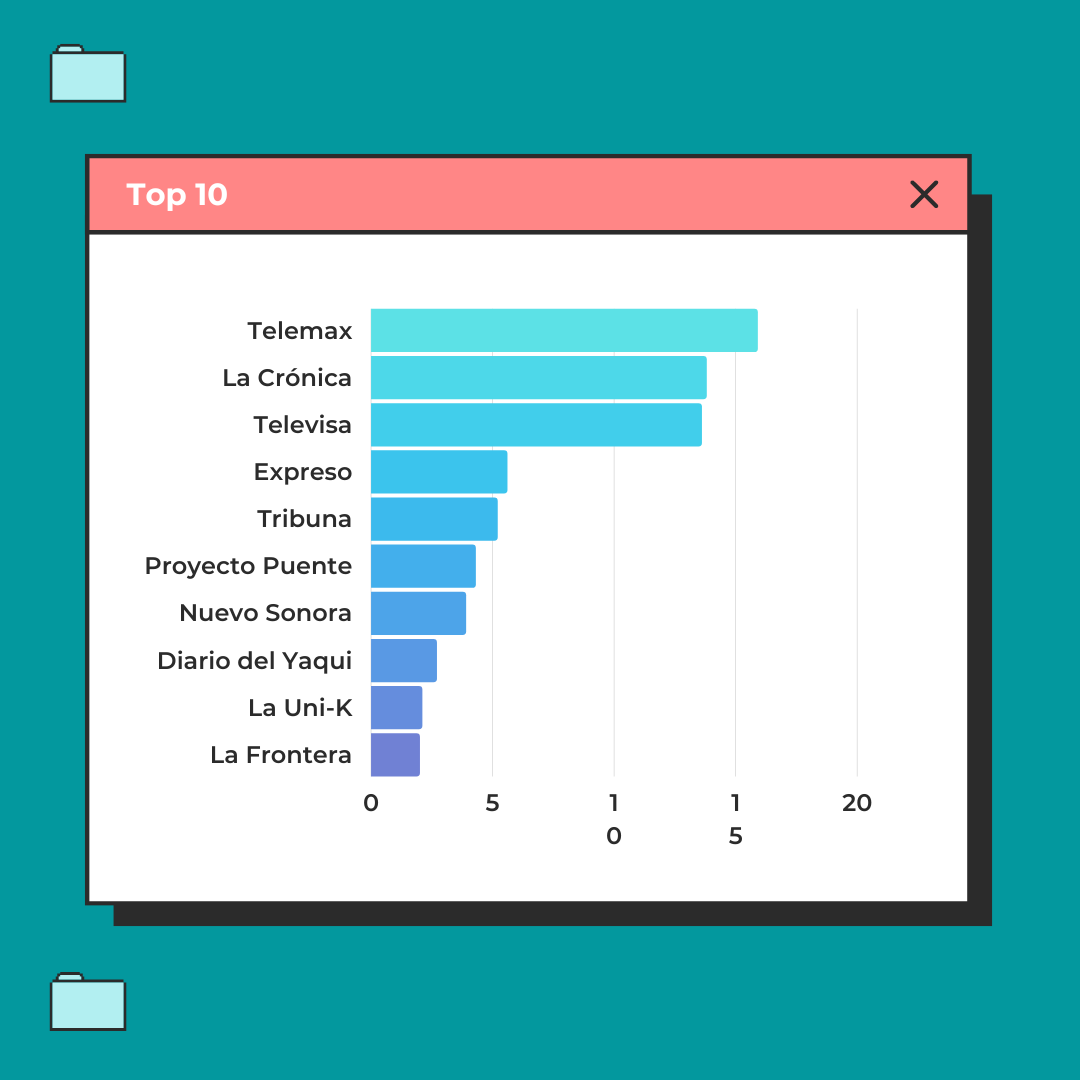 Top 10
Telemax
La Crónica
Televisa
Expreso
Tribuna
Proyecto Puente
Nuevo Sonora
Diario del Yaqui
La Uni-K
La Frontera
0 5 1 1 20
0 5